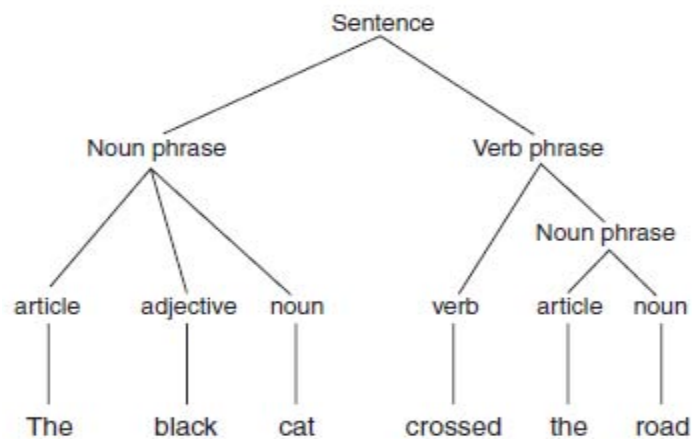 Sentence
Noun phrase Verb phrase
Noun phrase
article adjective noun verb article noun
The black cat crossed the road